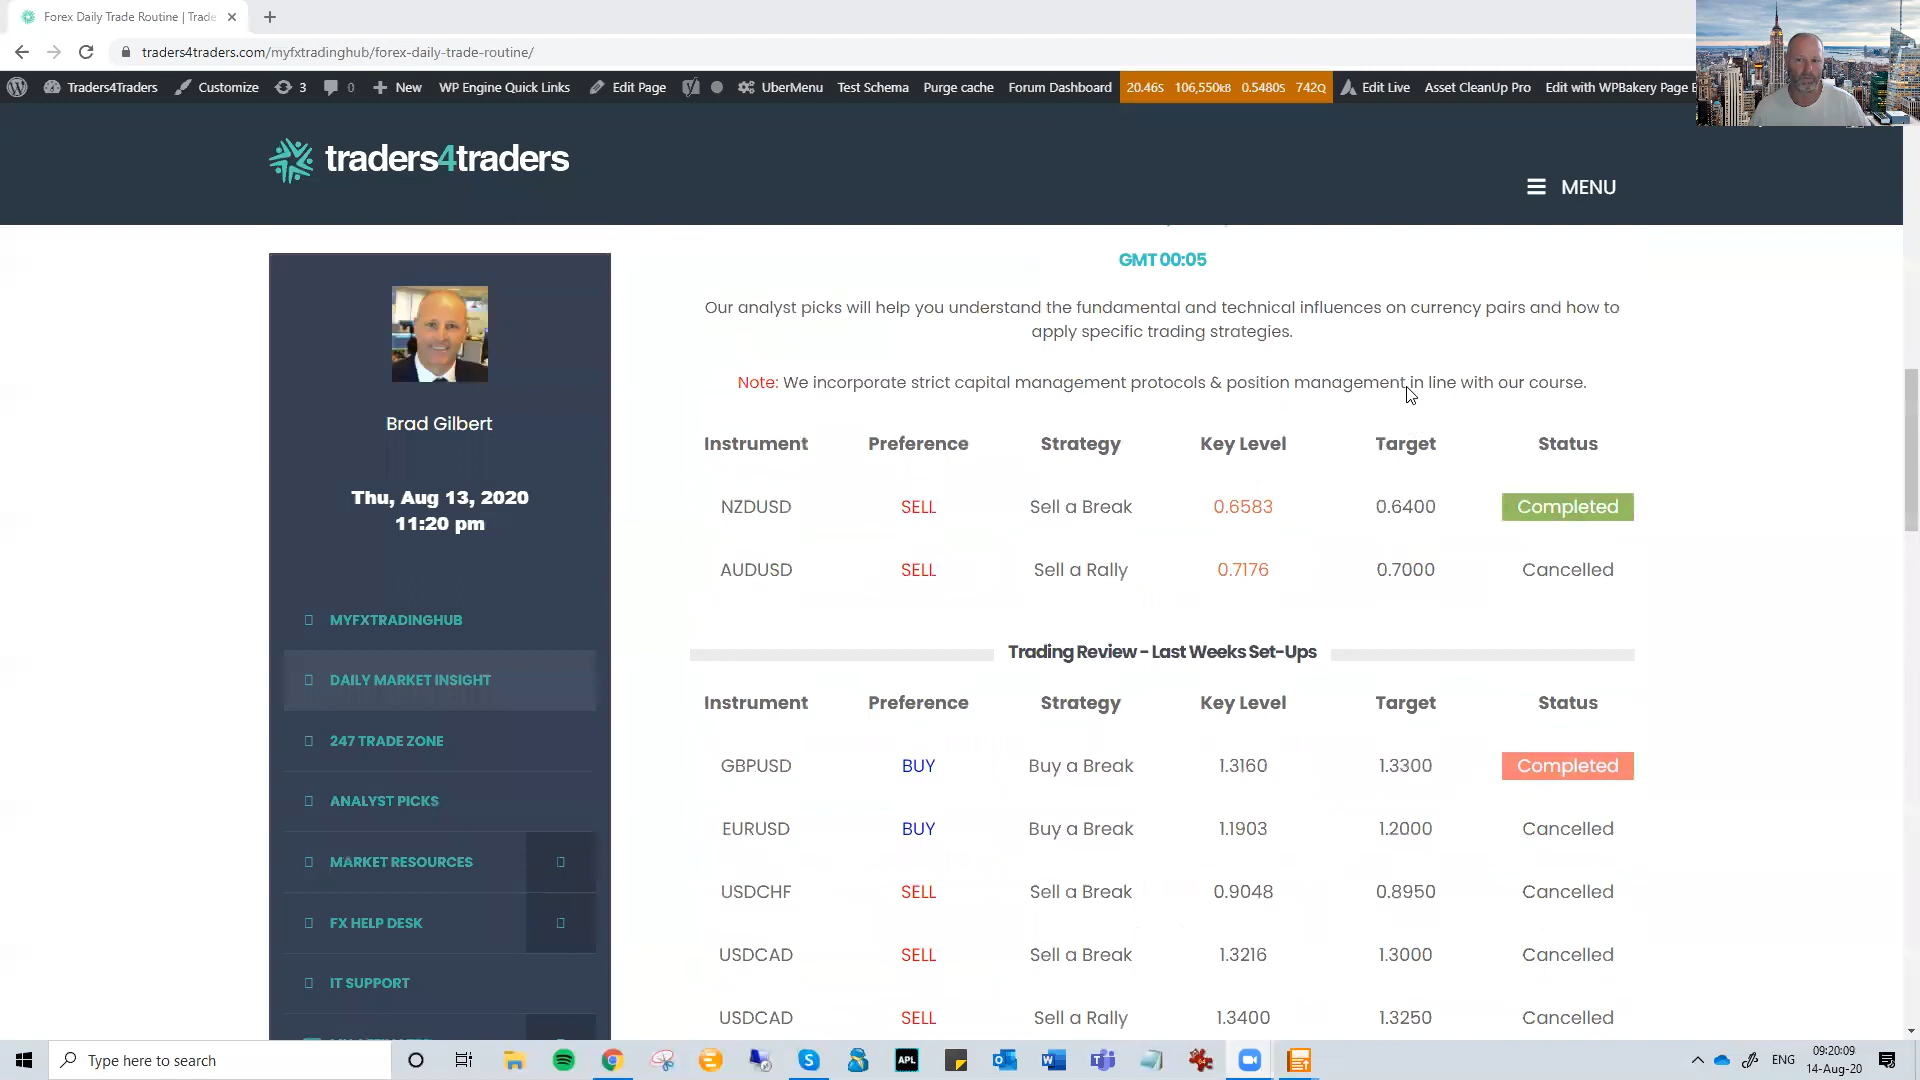 Forex Daily Trade Routine | Trade
traders4traders.com/myfxtradinghub/forex-daily-trade-routine/
Traders4Traders Customize 3 0 New WP Engine Quick Links Edit Page UberMenu Test Schema Purge cache Forum Dashboard 20.46S 106,550kB 0.5480S 742Q Edit Live Asset CleanUp Pro Edit with WPBakery Page
traders4traders
MENU
Brad Gilbert
Thu, Aug 13, 2020
11:20 pm
MYFXTRADINGHUB
DAILY MARKET INSIGHT
247 TRADE ZONE
ANALYST PICKS
MARKET RESOURCES
FX HELP DESK
IT SUPPORT
GMT 00:05
Our analyst picks will help you understand the fundamental and technical influences on currency pairs and how to
apply specific trading strategies.
Note: We incorporate strict capital management protocols & position management in line with our course.
Instrument Preference Strategy Key Level Target Status
NZDUSD SELL Sell a Break 0.6583 0.6400 Completed
AUDUSD SELL Sell a Rally 0.7176 0.7000 Cancelled
Trading Review - Last Weeks Set-Ups
Instrument Preference Strategy Key Level Target Status
GBPUSD BUY Buy a Break 1.3160 1.3300 Completed
EURUSD BUY Buy a Break 1.1903 1.2000 Cancelled
USDCHF SELL Sell a Break 0.9048 0.8950 Cancelled
USDCAD SELL Sell a Break 1.3216 1.3000 Cancelled
USDCAD SELL Sell a Rally 1.3400 1.3250 Cancelled
Type here to search
APL
ENG
09:20:09
14-Aug-20